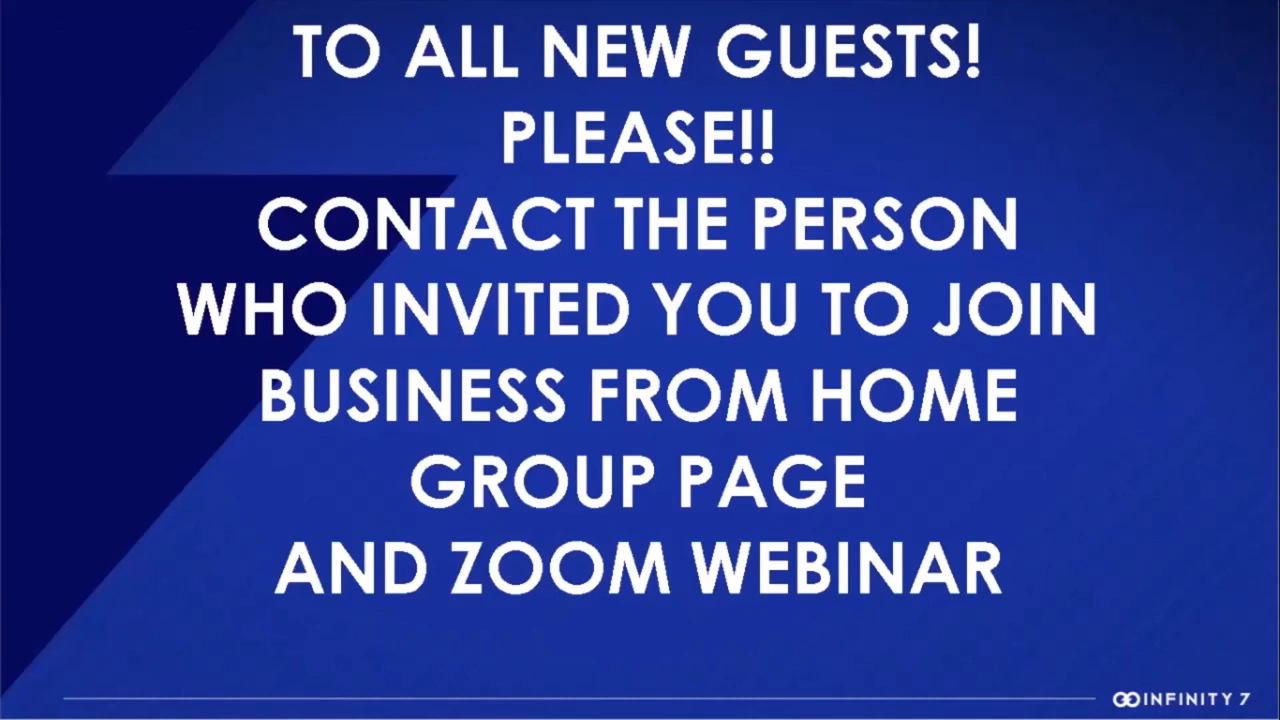 TO ALL NEW GUESTS!
PLEASE!!
CONTACT THE PERSON
WHO INVITED YOU TO JOIN
BUSINESS FROM HOME
GROUP PAGE
AND ZOOM WEBINAR
INFINITY 7